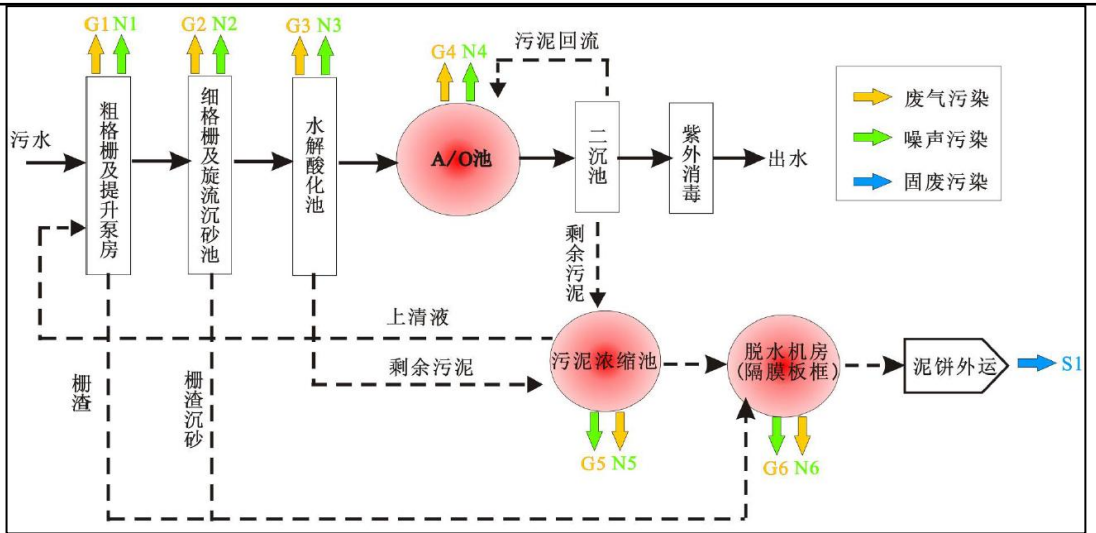 G1 N1
G2 N2
G3 N3
G4 N4
污泥回流
废气污染
噪声污染
固废污染
污水
粗格栅及提升泵房
细格栅及旋流沉砂池
水解酸化池
A/O池
二沉池
紫外消毒
出水
剩余污泥
上清液
剩余污泥
污泥浓缩池
脱水机房
(隔膜板框)
泥饼外运
S1
栅渣
栅渣沉砂
G5 N5
G6 N6